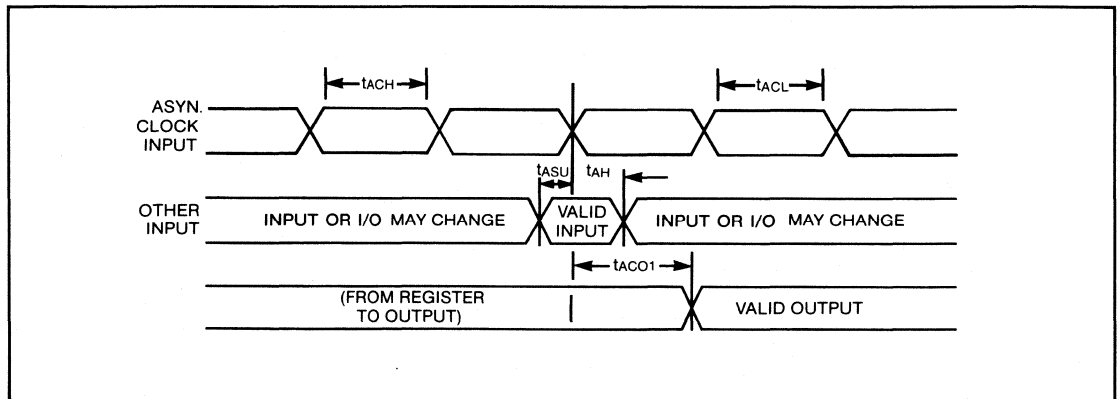 tACH
tACL
ASYN.
CLOCK
INPUT
tASU
tAH
OTHER
INPUT
INPUT OR I/O MAY CHANGE
VALID
INPUT
INPUT OR I/O MAY CHANGE
tACO1
(FROM REGISTER
TO OUTPUT)
VALID OUTPUT